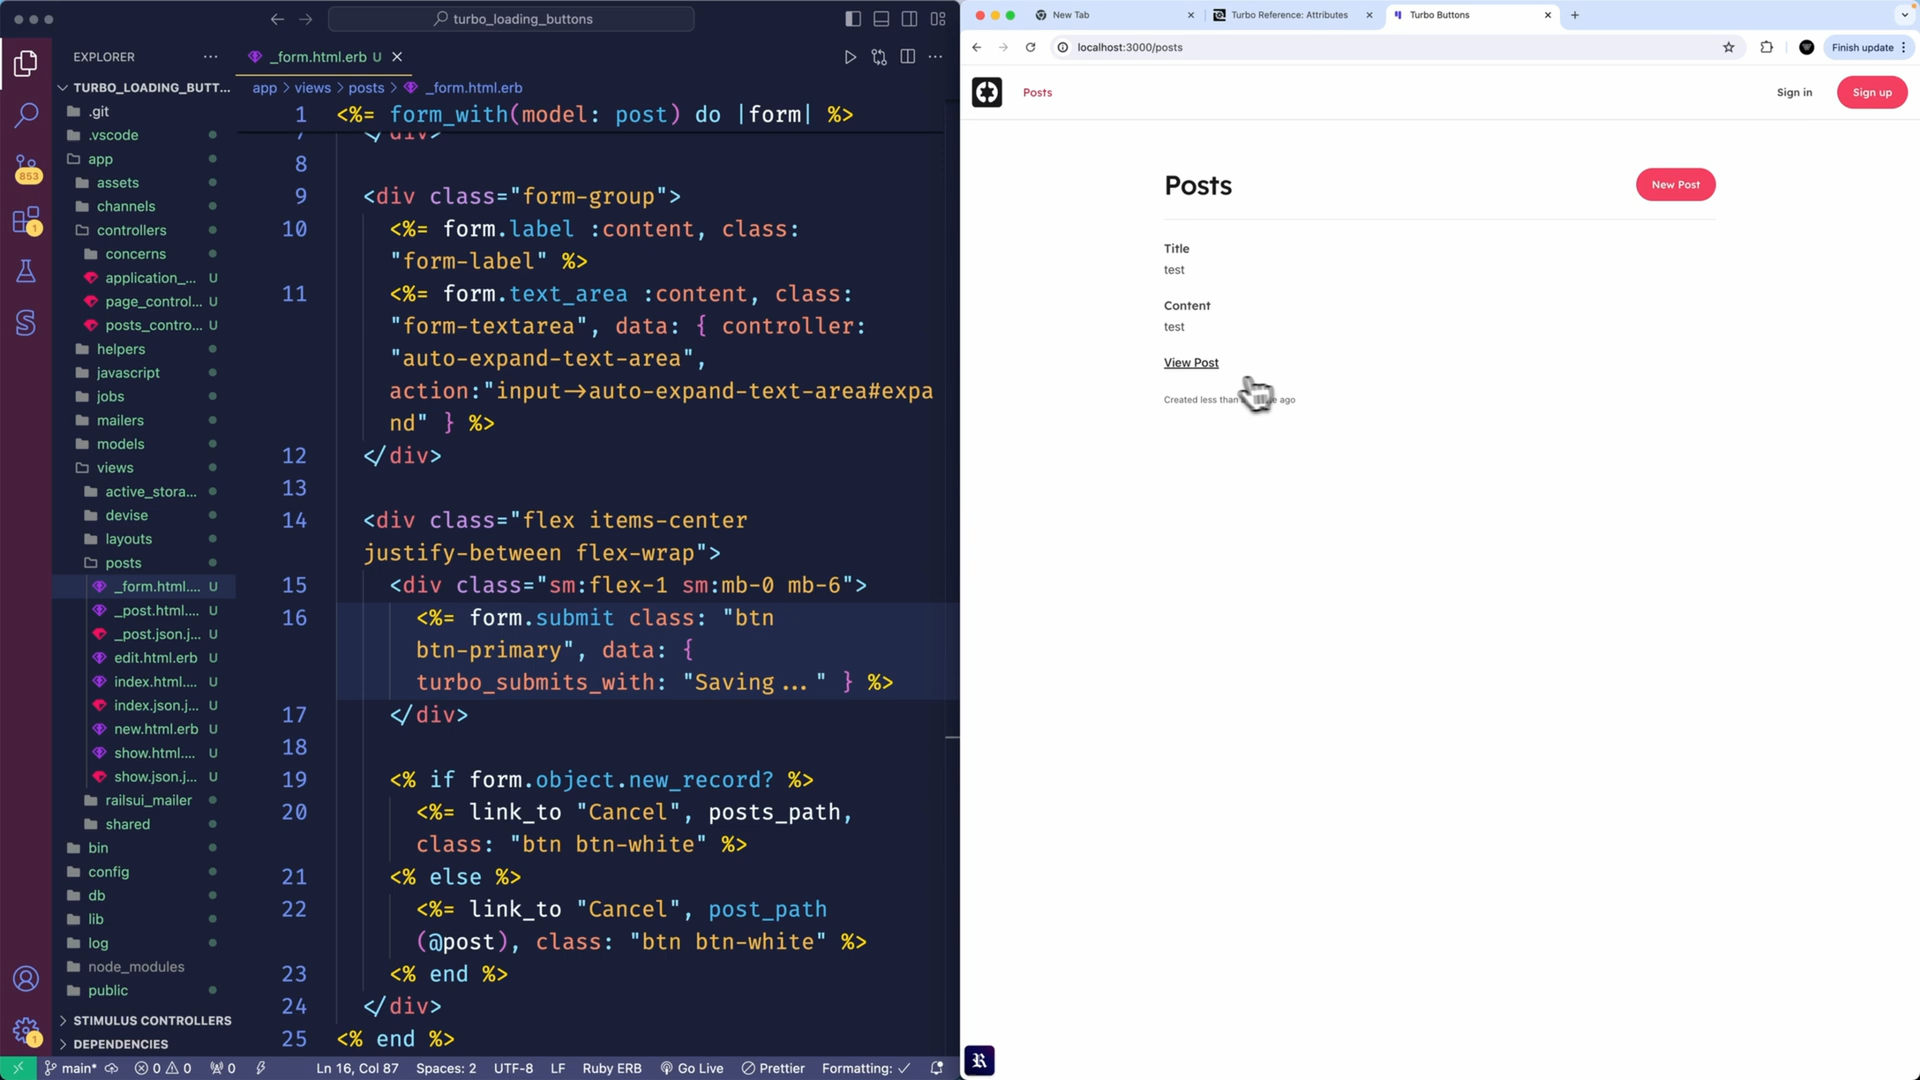 turbo_loading_buttons
EXPLORER
TURBO_LOADING_BUTT...
.git
.vscode
app
assets
channels
controllers
concerns
application_... U
page_control... U
posts_contro... U
helpers
javascript
jobs
mailers
models
views
active_stora...
devise
layouts
posts
_form.html.... U
_post.html.... U
_post.json.j... U
edit.html.erb U
index.html.... U
index.json.j... U
new.html.erb U
show.html.... U
show.json.j... U
railsui_mailer
shared
bin
config
db
lib
log
node_modules
public
STIMULUS CONTROLLERS
DEPENDENCIES
853
1
1
_form.html.erb U
app > views > posts > _form.html.erb
1 <%= form_with(model: post) do |form| %>
7 </div>
8
9 <div class="form-group">
10 <%= form.label :content, class:
"form-label" %>
11 <%= form.text_area :content, class:
"form-textarea", data: { controller:
"auto-expand-text-area",
action:"input->auto-expand-text-area#expa
nd" } %>
12 </div>
13
14 <div class="flex items-center
justify-between flex-wrap">
15 <div class="sm:flex-1 sm:mb-0 mb-6">
16 <%= form.submit class: "btn
btn-primary", data: {
turbo_submits_with: "Saving..." } %>
17 </div>
18
19 <% if form.object.new_record? %>
20 <%= link_to "Cancel", posts_path,
class: "btn btn-white" %>
21 <% else %>
22 <%= link_to "Cancel", post_path
(@post), class: "btn btn-white" %>
23 <% end %>
24 </div>
25 <% end %>
main* 0 0 0 Ln 16, Col 87 Spaces: 2 UTF-8 LF Ruby ERB Go Live Prettier Formatting:
New Tab
Turbo Reference: Attributes
Turbo Buttons
localhost:3000/posts
Finish update
Posts
Sign in
Sign up
Posts
New Post
Title
test
Content
test
View Post
Created less than ago